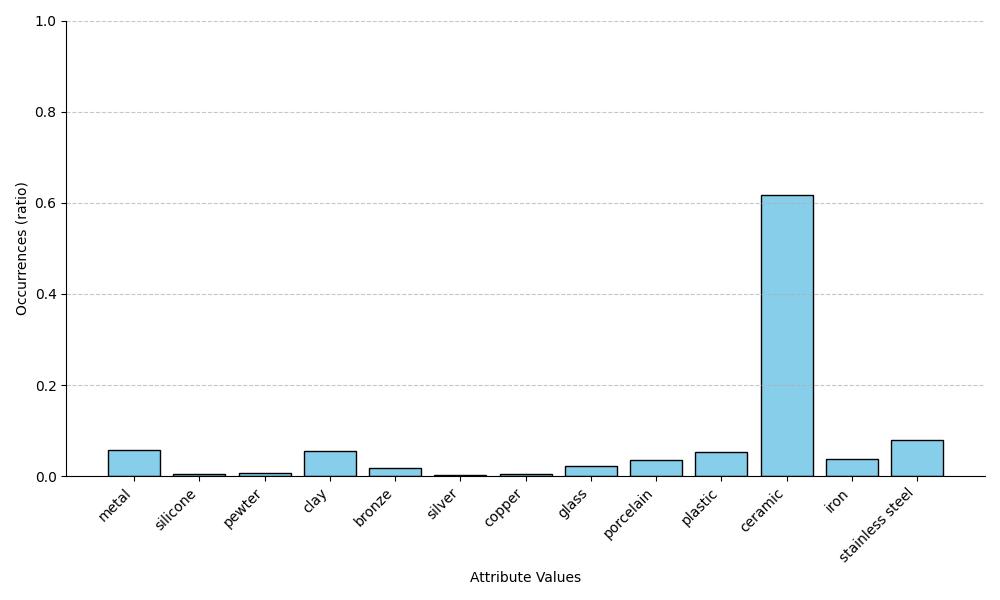 1.0
0.8
0.6
0.4
0.2
0.0
Occurrences (ratio)
metal
silicone
pewter
clay
bronze
silver
copper
glass
porcelain
plastic
ceramic
iron
stainless steel
Attribute Values